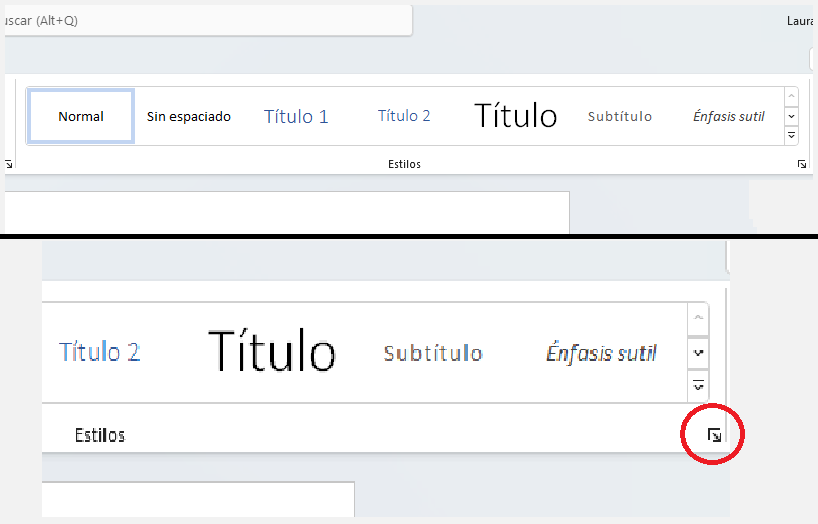 uscar (Alt+Q)
Laura
Normal
Sin espaciado
Título 1
Título 2
Título
Subtítulo
Énfasis sutil
Estilos
Título 2
Título
Subtítulo
Énfasis sutil
Estilos